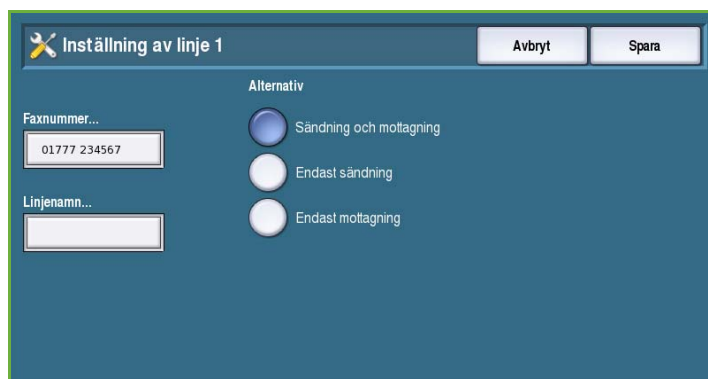 Inställning av linje 1
Avbryt
Spara
Alternativ
Faxnummer...
01777 234567
Sändning och mottagning
Endast sändning
Linjenamn...
Endast mottagning